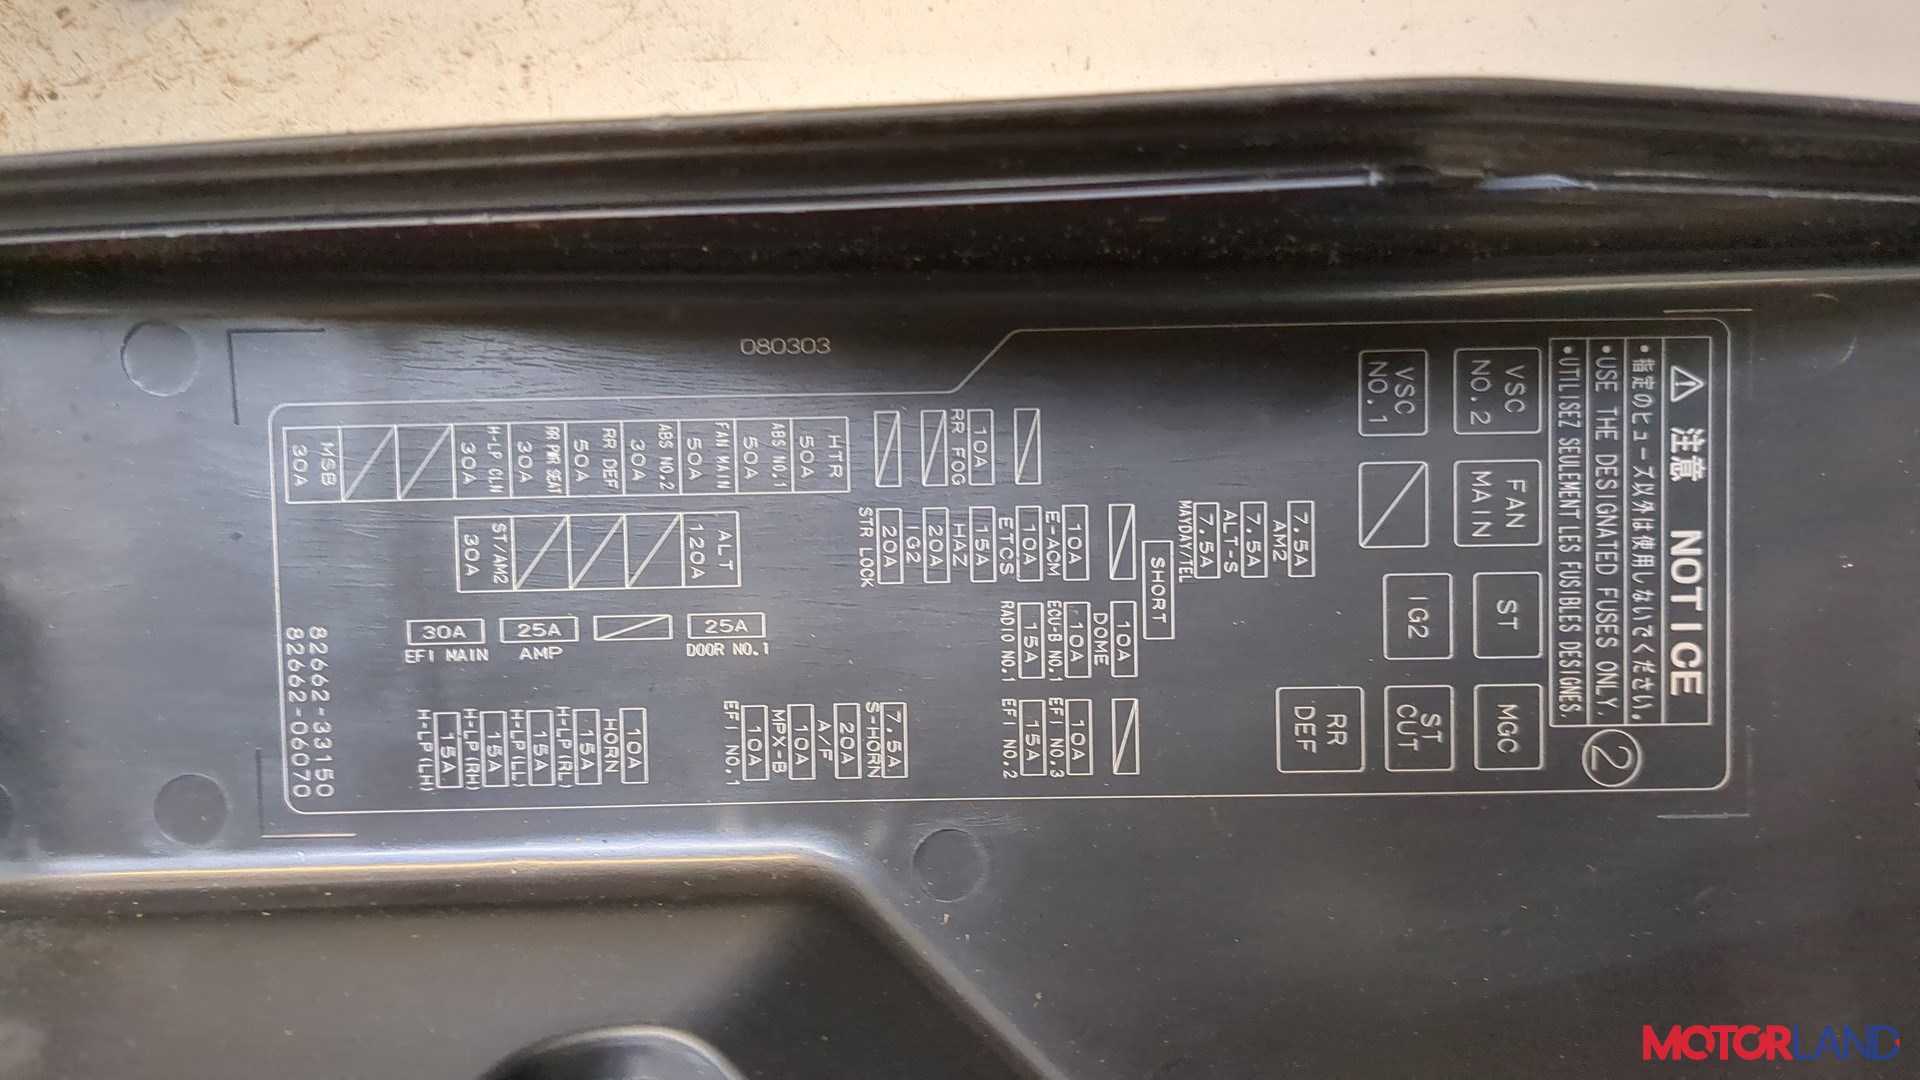 ⚠ 注意 NOTICE
・指定のヒューズ以外は使用しないでください。
・USE THE DESIGNATED FUSES ONLY.
・UTILISEZ SEULEMENT LES FUSIBLES DESIGNES.
②
VSC NO.2
FAN MAIN
ST
MGC
VSC NO.1
IG2
ST CUT
RR DEF
7.5A
AM2
7.5A
ALT-S
7.5A
MAYDAY/TEL
SHORT
10A
DOME
10A
E-ACM
10A
ECU-B NO.1
10A
EFI NO.3
10A
ETCS
15A
RADIO NO.1
15A
EFI NO.2
10A
RR FOG
15A
HAZ
20A
IG2
20A
STR LOCK
7.5A
S-HORN
20A
A/F
10A
MPX-B
10A
EFI NO.1
HTR 50A
ABS NO.1 50A
FAN MAIN 50A
ABS NO.2 30A
RR DEF 50A
RR PWR SEAT 30A
H-LP CLN 30A
MSB 30A
ALT 120A
ST/AM2 30A
25A
DOOR NO.1
25A
AMP
30A
EFI MAIN
10A
HORN
15A
H-LP(RL)
15A
H-LP(LL)
15A
H-LP(RH)
15A
H-LP(LH)
82662-33150
82662-06070
080303
MOTORLAND